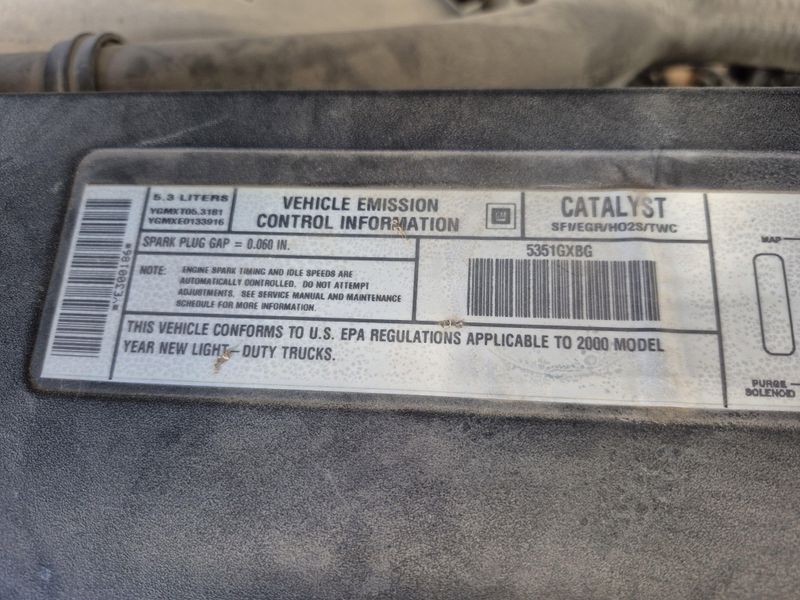 *YE300186*
5.3 LITERS
YGMXT05.3181
YGMXE0133916
VEHICLE EMISSION
CONTROL INFORMATION
GM
CATALYST
SFI/EGR/HO2S/TWC
SPARK PLUG GAP = 0.060 IN.
NOTE: ENGINE SPARK TIMING AND IDLE SPEEDS ARE
AUTOMATICALLY CONTROLLED. DO NOT ATTEMPT
ADJUSTMENTS. SEE SERVICE MANUAL AND MAINTENANCE
SCHEDULE FOR MORE INFORMATION.
5351GXBG
THIS VEHICLE CONFORMS TO U.S. EPA REGULATIONS APPLICABLE TO 2000 MODEL
YEAR NEW LIGHT-DUTY TRUCKS.
MAP
PURGE
SOLENOID